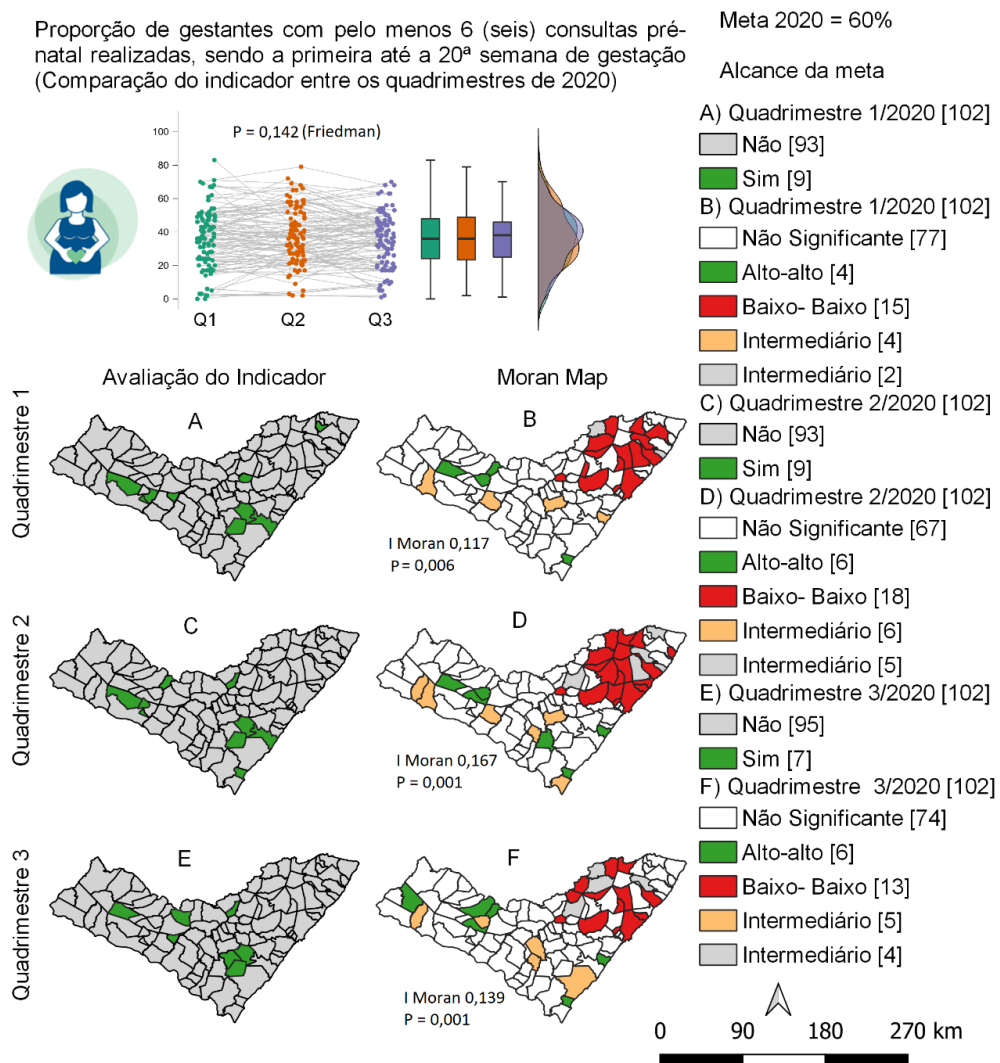 Proporção de gestantes com pelo menos 6 (seis) consultas pré-
natal realizadas, sendo a primeira até a 20ª semana de gestação
(Comparação do indicador entre os quadrimestres de 2020)
P = 0,142 (Friedman)
100
80
60
40
20
0
Q1
Q2
Q3
Avaliação do Indicador
Moran Map
Quadrimestre 1
A
B
I Moran 0,117
P = 0,006
Quadrimestre 2
C
D
I Moran 0,167
P = 0,001
Quadrimestre 3
E
F
I Moran 0,139
P = 0,001
Meta 2020 = 60%
Alcance da meta
A) Quadrimestre 1/2020 [102]
Não [93]
Sim [9]
B) Quadrimestre 1/2020 [102]
Não Significante [77]
Alto-alto [4]
Baixo- Baixo [15]
Intermediário [4]
Intermediário [2]
C) Quadrimestre 2/2020 [102]
Não [93]
Sim [9]
D) Quadrimestre 2/2020 [102]
Não Significante [67]
Alto-alto [6]
Baixo- Baixo [18]
Intermediário [6]
Intermediário [5]
E) Quadrimestre 3/2020 [102]
Não [95]
Sim [7]
F) Quadrimestre 3/2020 [102]
Não Significante [74]
Alto-alto [6]
Baixo- Baixo [13]
Intermediário [5]
Intermediário [4]
0 90 180 270 km